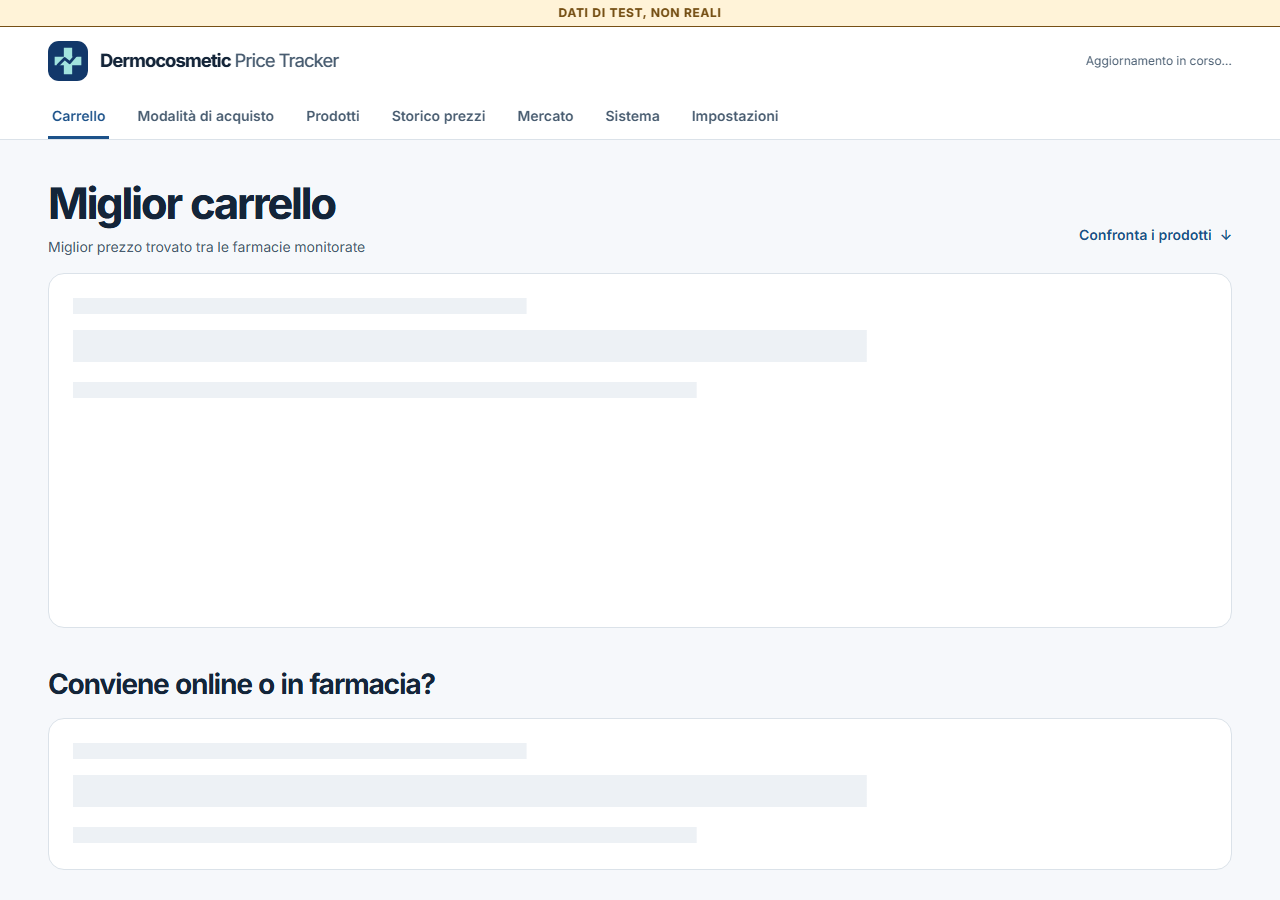 DATI DI TEST, NON REALI
Dermocosmetic Price Tracker
Aggiornamento in corso...
Carrello
Modalità di acquisto
Prodotti
Storico prezzi
Mercato
Sistema
Impostazioni
Miglior carrello
Miglior prezzo trovato tra le farmacie monitorate
Confronta i prodotti ↓
Conviene online o in farmacia?